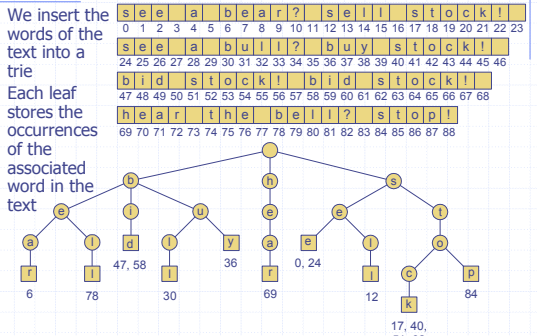 We insert the words of the text into a trie
Each leaf stores the occurrences of the associated word in the text
s e e a b e a r ? s e l l s t o c k !
0 1 2 3 4 5 6 7 8 9 10 11 12 13 14 15 16 17 18 19 20 21 22 23
s e e a b u l l ? b u y s t o c k !
24 25 26 27 28 29 30 31 32 33 34 35 36 37 38 39 40 41 42 43 44 45 46
b i d s t o c k ! b i d s t o c k !
47 48 49 50 51 52 53 54 55 56 57 58 59 60 61 62 63 64 65 66 67 68
h e a r t h e b e l l ? s t o p !
69 70 71 72 73 74 75 76 77 78 79 80 81 82 83 84 85 86 87 88
b h s
e i u e e t
a l d l y a e l o
47, 58 36 0, 24
r l l r l c p
6 78 30 69 12 84
k
17, 40,